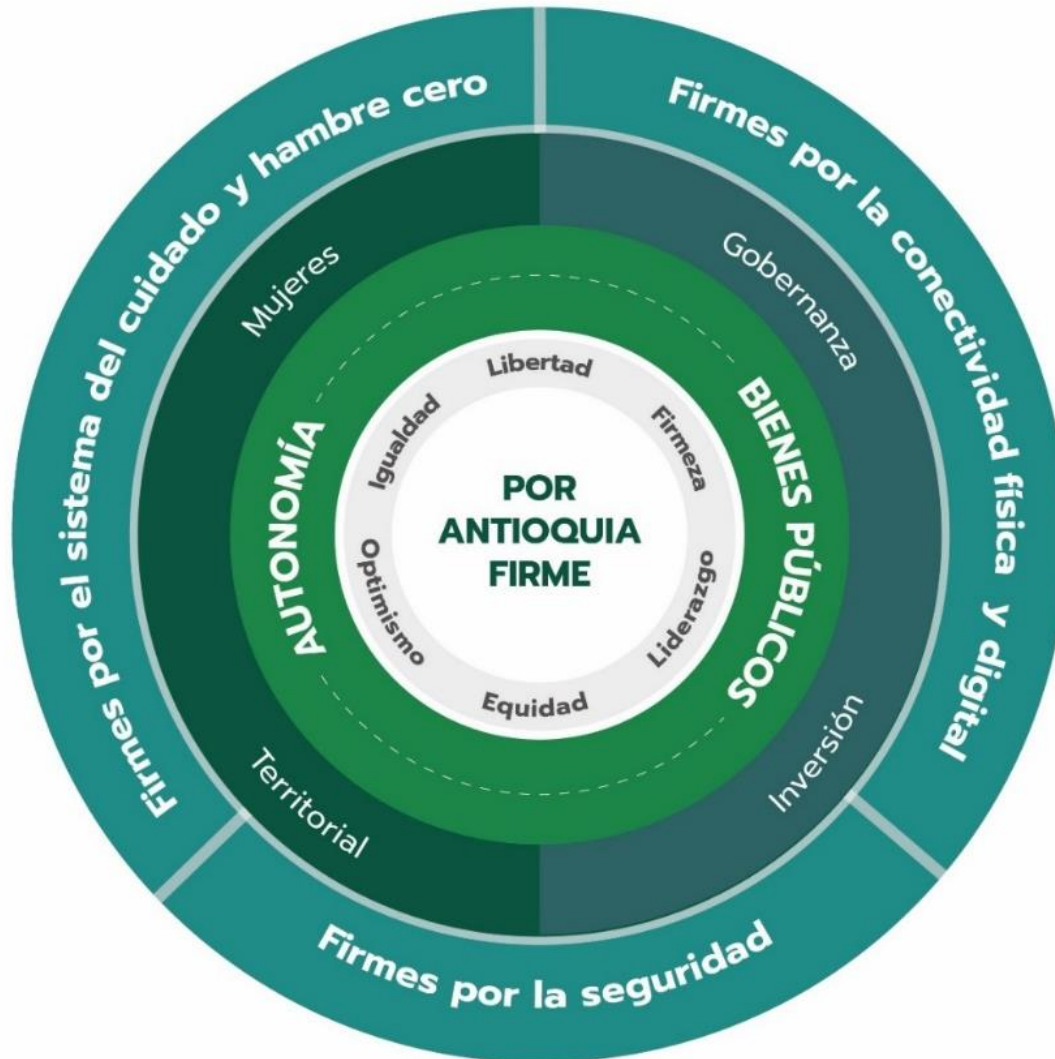 Firmes por el sistema del cuidado y hambre cero
Firmes por la conectividad física y digital
Firmes por la seguridad
Mujeres
Territorial
Gobernanza
Inversión
AUTONOMÍA
BIENES PÚBLICOS
Libertad
Firmeza
Liderazgo
Equidad
Optimismo
Igualdad
POR
ANTIOQUIA
FIRME